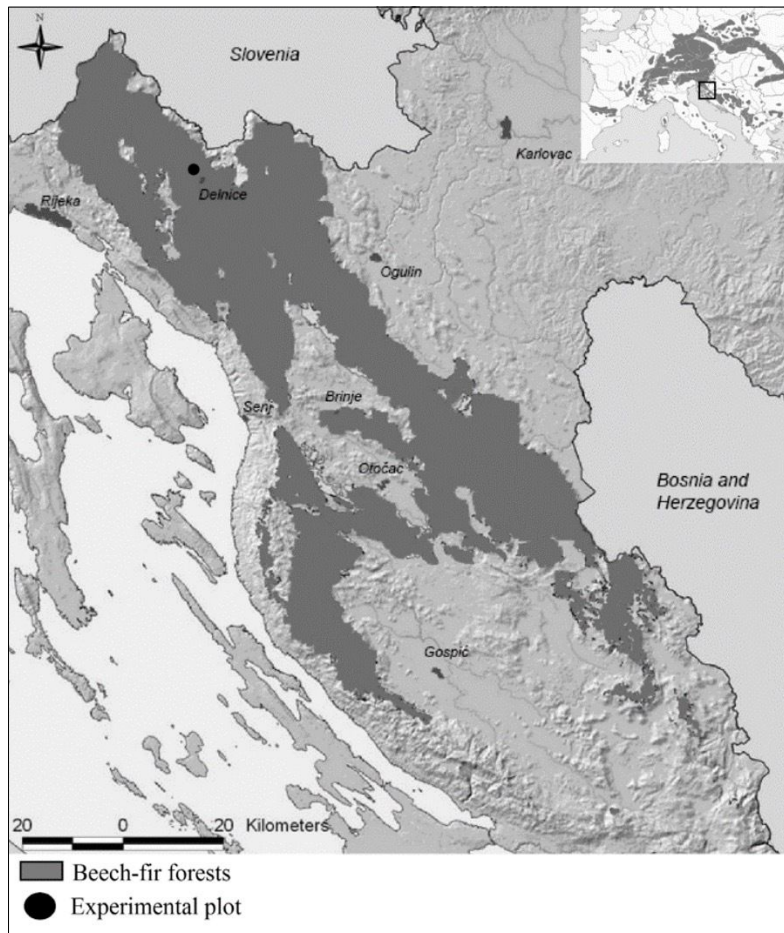 N
Slovenia
Karlovac
Delnice
Rijeka
Ogulin
Brinje
Senj
Otočac
Bosnia and
Herzegovina
Gospić
20 0 20 Kilometers
Beech-fir forests
Experimental plot